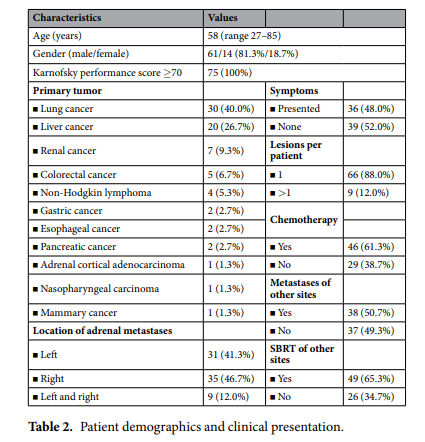 Characteristics Values
Age (years) 58 (range 27–85)
Gender (male/female) 61/14 (81.3%/18.7%)
Karnofsky performance score ≥70 75 (100%)
Primary tumor Symptoms
■ Lung cancer 30 (40.0%) ■ Presented 36 (48.0%)
■ Liver cancer 20 (26.7%) ■ None 39 (52.0%)
■ Renal cancer 7 (9.3%) Lesions per patient
■ Colorectal cancer 5 (6.7%) ■ 1 66 (88.0%)
■ Non-Hodgkin lymphoma 4 (5.3%) ■ >1 9 (12.0%)
■ Gastric cancer 2 (2.7%) Chemotherapy
■ Esophageal cancer 2 (2.7%)
■ Pancreatic cancer 2 (2.7%) ■ Yes 46 (61.3%)
■ Adrenal cortical adenocarcinoma 1 (1.3%) ■ No 29 (38.7%)
■ Nasopharyngeal carcinoma 1 (1.3%) Metastases of other sites
■ Mammary cancer 1 (1.3%) ■ Yes 38 (50.7%)
Location of adrenal metastases ■ No 37 (49.3%)
■ Left 31 (41.3%) SBRT of other sites
■ Right 35 (46.7%) ■ Yes 49 (65.3%)
■ Left and right 9 (12.0%) ■ No 26 (34.7%)
Table 2. Patient demographics and clinical presentation.